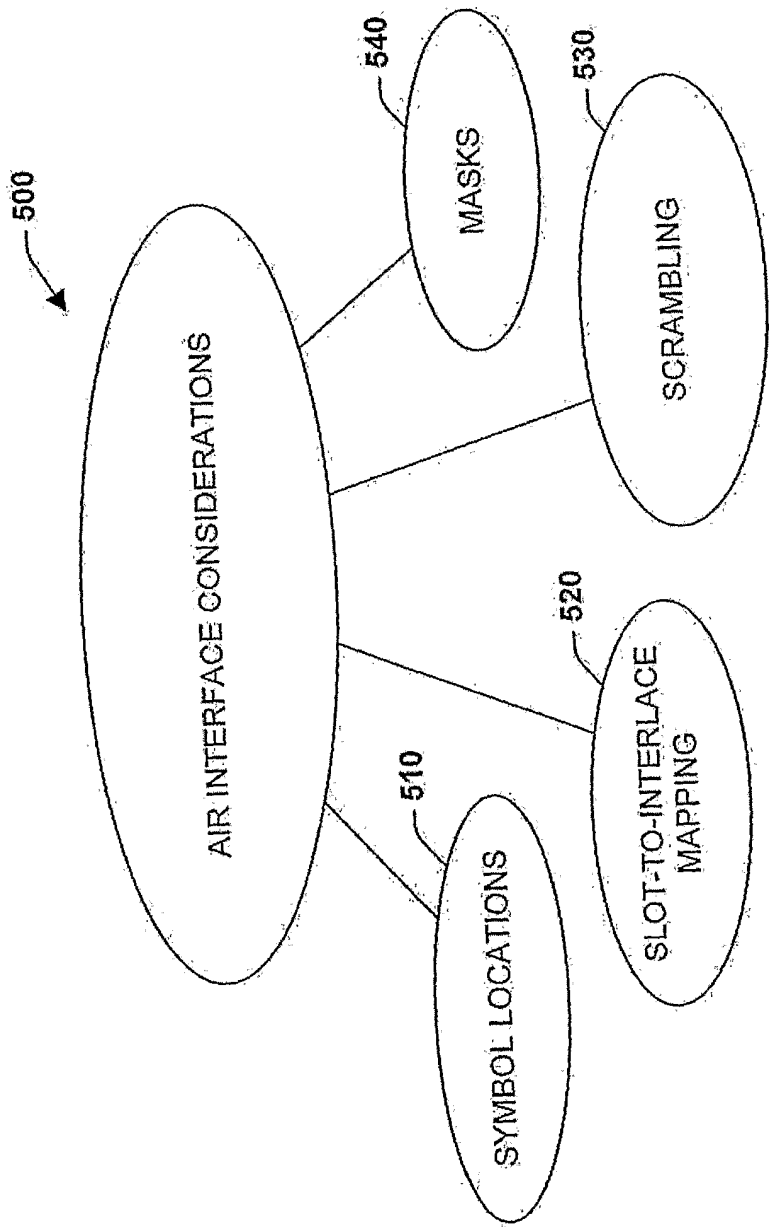 500
AIR INTERFACE CONSIDERATIONS
510
SYMBOL LOCATIONS
520
SLOT-TO-INTERLACE
MAPPING
530
SCRAMBLING
540
MASKS